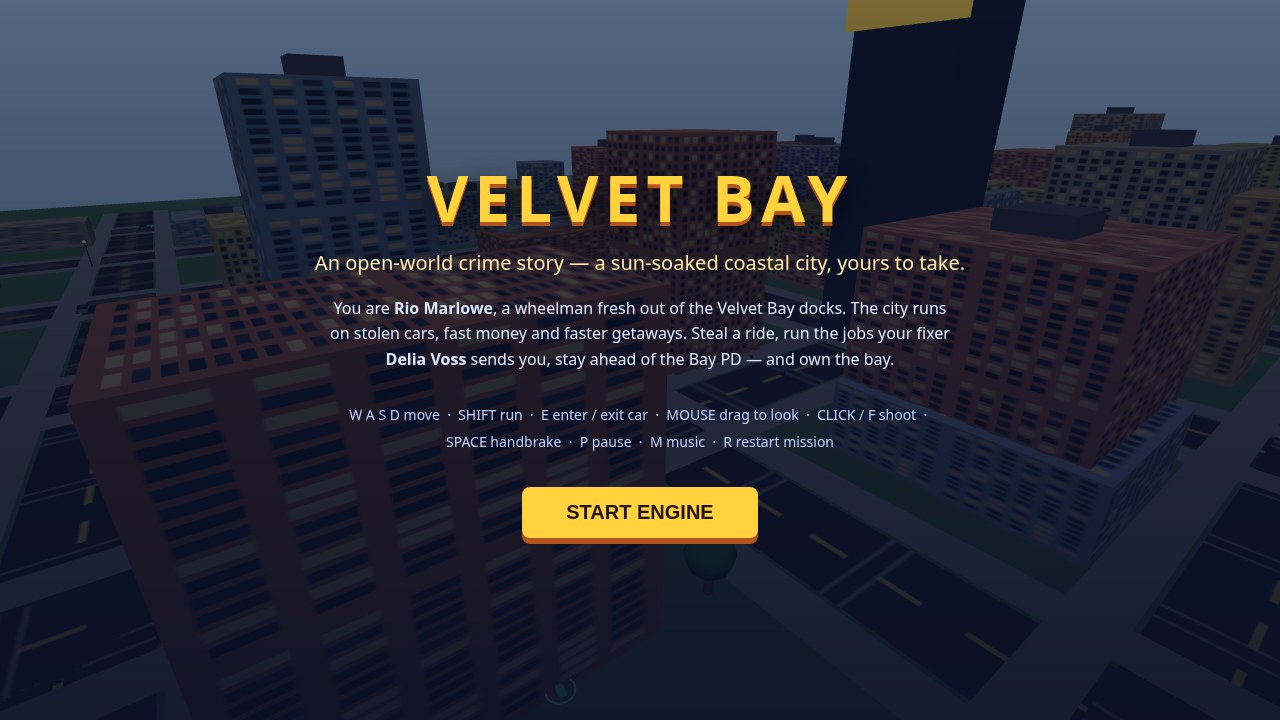 VELVET BAY
An open-world crime story — a sun-soaked coastal city, yours to take.
You are Rio Marlowe, a wheelman fresh out of the Velvet Bay docks. The city runs
on stolen cars, fast money and faster getaways. Steal a ride, run the jobs your fixer
Delia Voss sends you, stay ahead of the Bay PD — and own the bay.
W A S D move · SHIFT run · E enter / exit car · MOUSE drag to look · CLICK / F shoot ·
SPACE handbrake · P pause · M music · R restart mission
START ENGINE